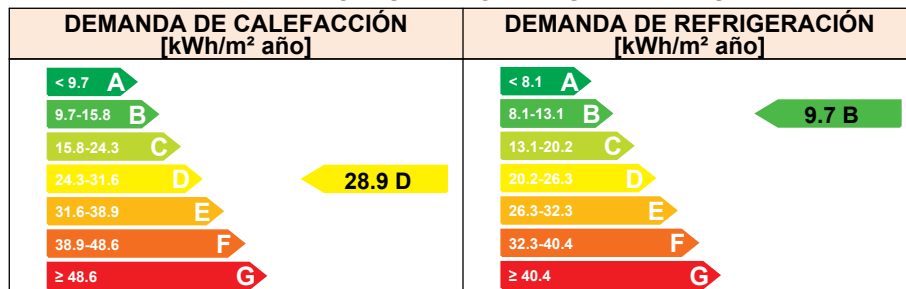 DEMANDA DE CALEFACCIÓN
[kWh/m² año]
< 9.7 A
9.7-15.8 B
15.8-24.3 C
24.3-31.6 D
28.9 D
31.6-38.9 E
38.9-48.6 F
≥ 48.6 G
DEMANDA DE REFRIGERACIÓN
[kWh/m² año]
< 8.1 A
8.1-13.1 B
9.7 B
13.1-20.2 C
20.2-26.3 D
26.3-32.3 E
32.3-40.4 F
≥ 40.4 G